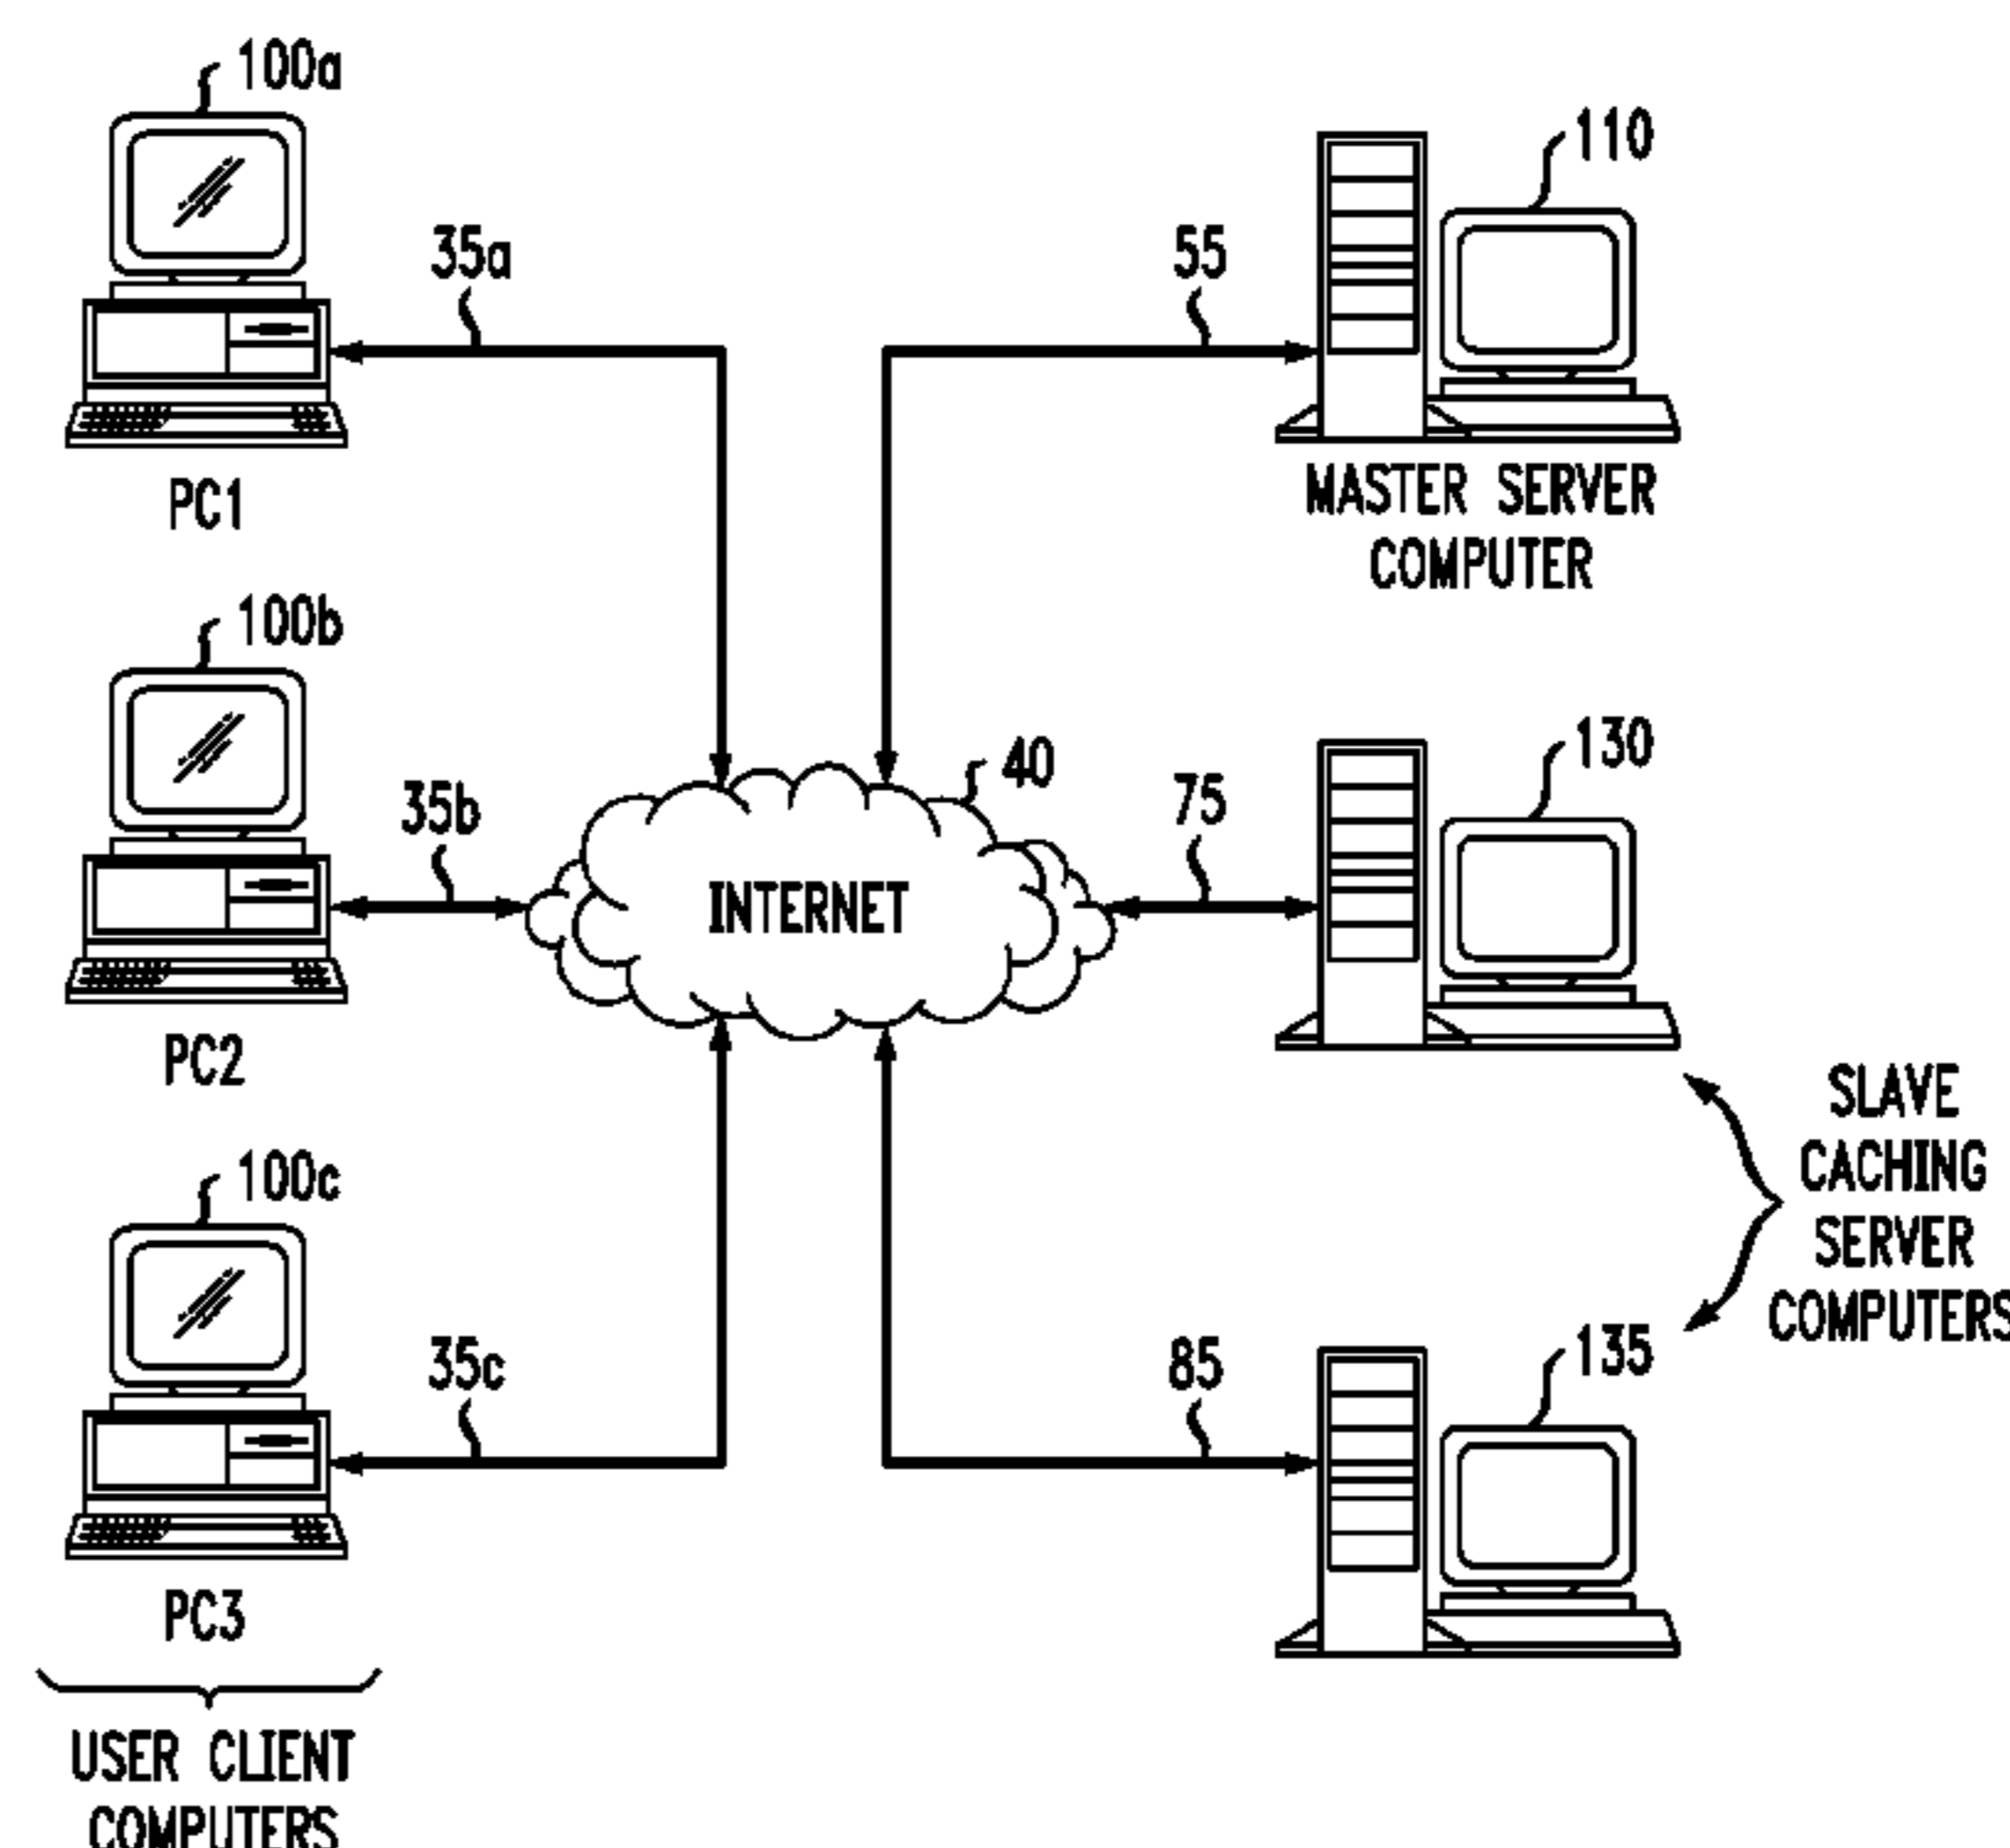 100a
110
35a
55
PC1
MASTER SERVER
COMPUTER
100b
130
40
35b
75
INTERNET
PC2
SLAVE
CACHING
SERVER
COMPUTERS
100c
135
35c
85
PC3
USER CLIENT
COMPUTERS